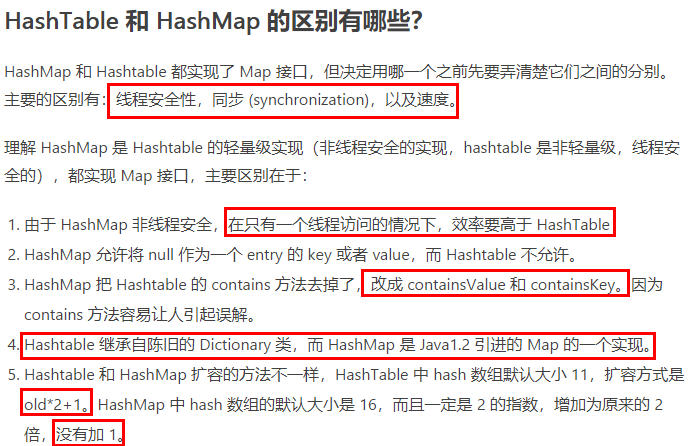 HashTable 和 HashMap 的区别有哪些？
HashMap 和 Hashtable 都实现了 Map 接口，但决定用哪一个之前先要弄清楚它们之间的分别。
主要的区别有：线程安全性，同步 (synchronization)，以及速度。
理解 HashMap 是 Hashtable 的轻量级实现（非线程安全的实现，hashtable 是非轻量级，线程安
全的），都实现 Map 接口，主要区别在于：
1. 由于 HashMap 非线程安全，在只有一个线程访问的情况下，效率要高于 HashTable
2. HashMap 允许将 null 作为一个 entry 的 key 或者 value，而 Hashtable 不允许。
3. HashMap 把 Hashtable 的 contains 方法去掉了，改成 containsValue 和 containsKey。因为
contains 方法容易让人引起误解。
4. Hashtable 继承自陈旧的 Dictionary 类，而 HashMap 是 Java1.2 引进的 Map 的一个实现。
5. Hashtable 和 HashMap 扩容的方法不一样，HashTable 中 hash 数组默认大小 11，扩容方式是
old*2+1。HashMap 中 hash 数组的默认大小是 16，而且一定是 2 的指数，增加为原来的 2
倍，没有加 1。